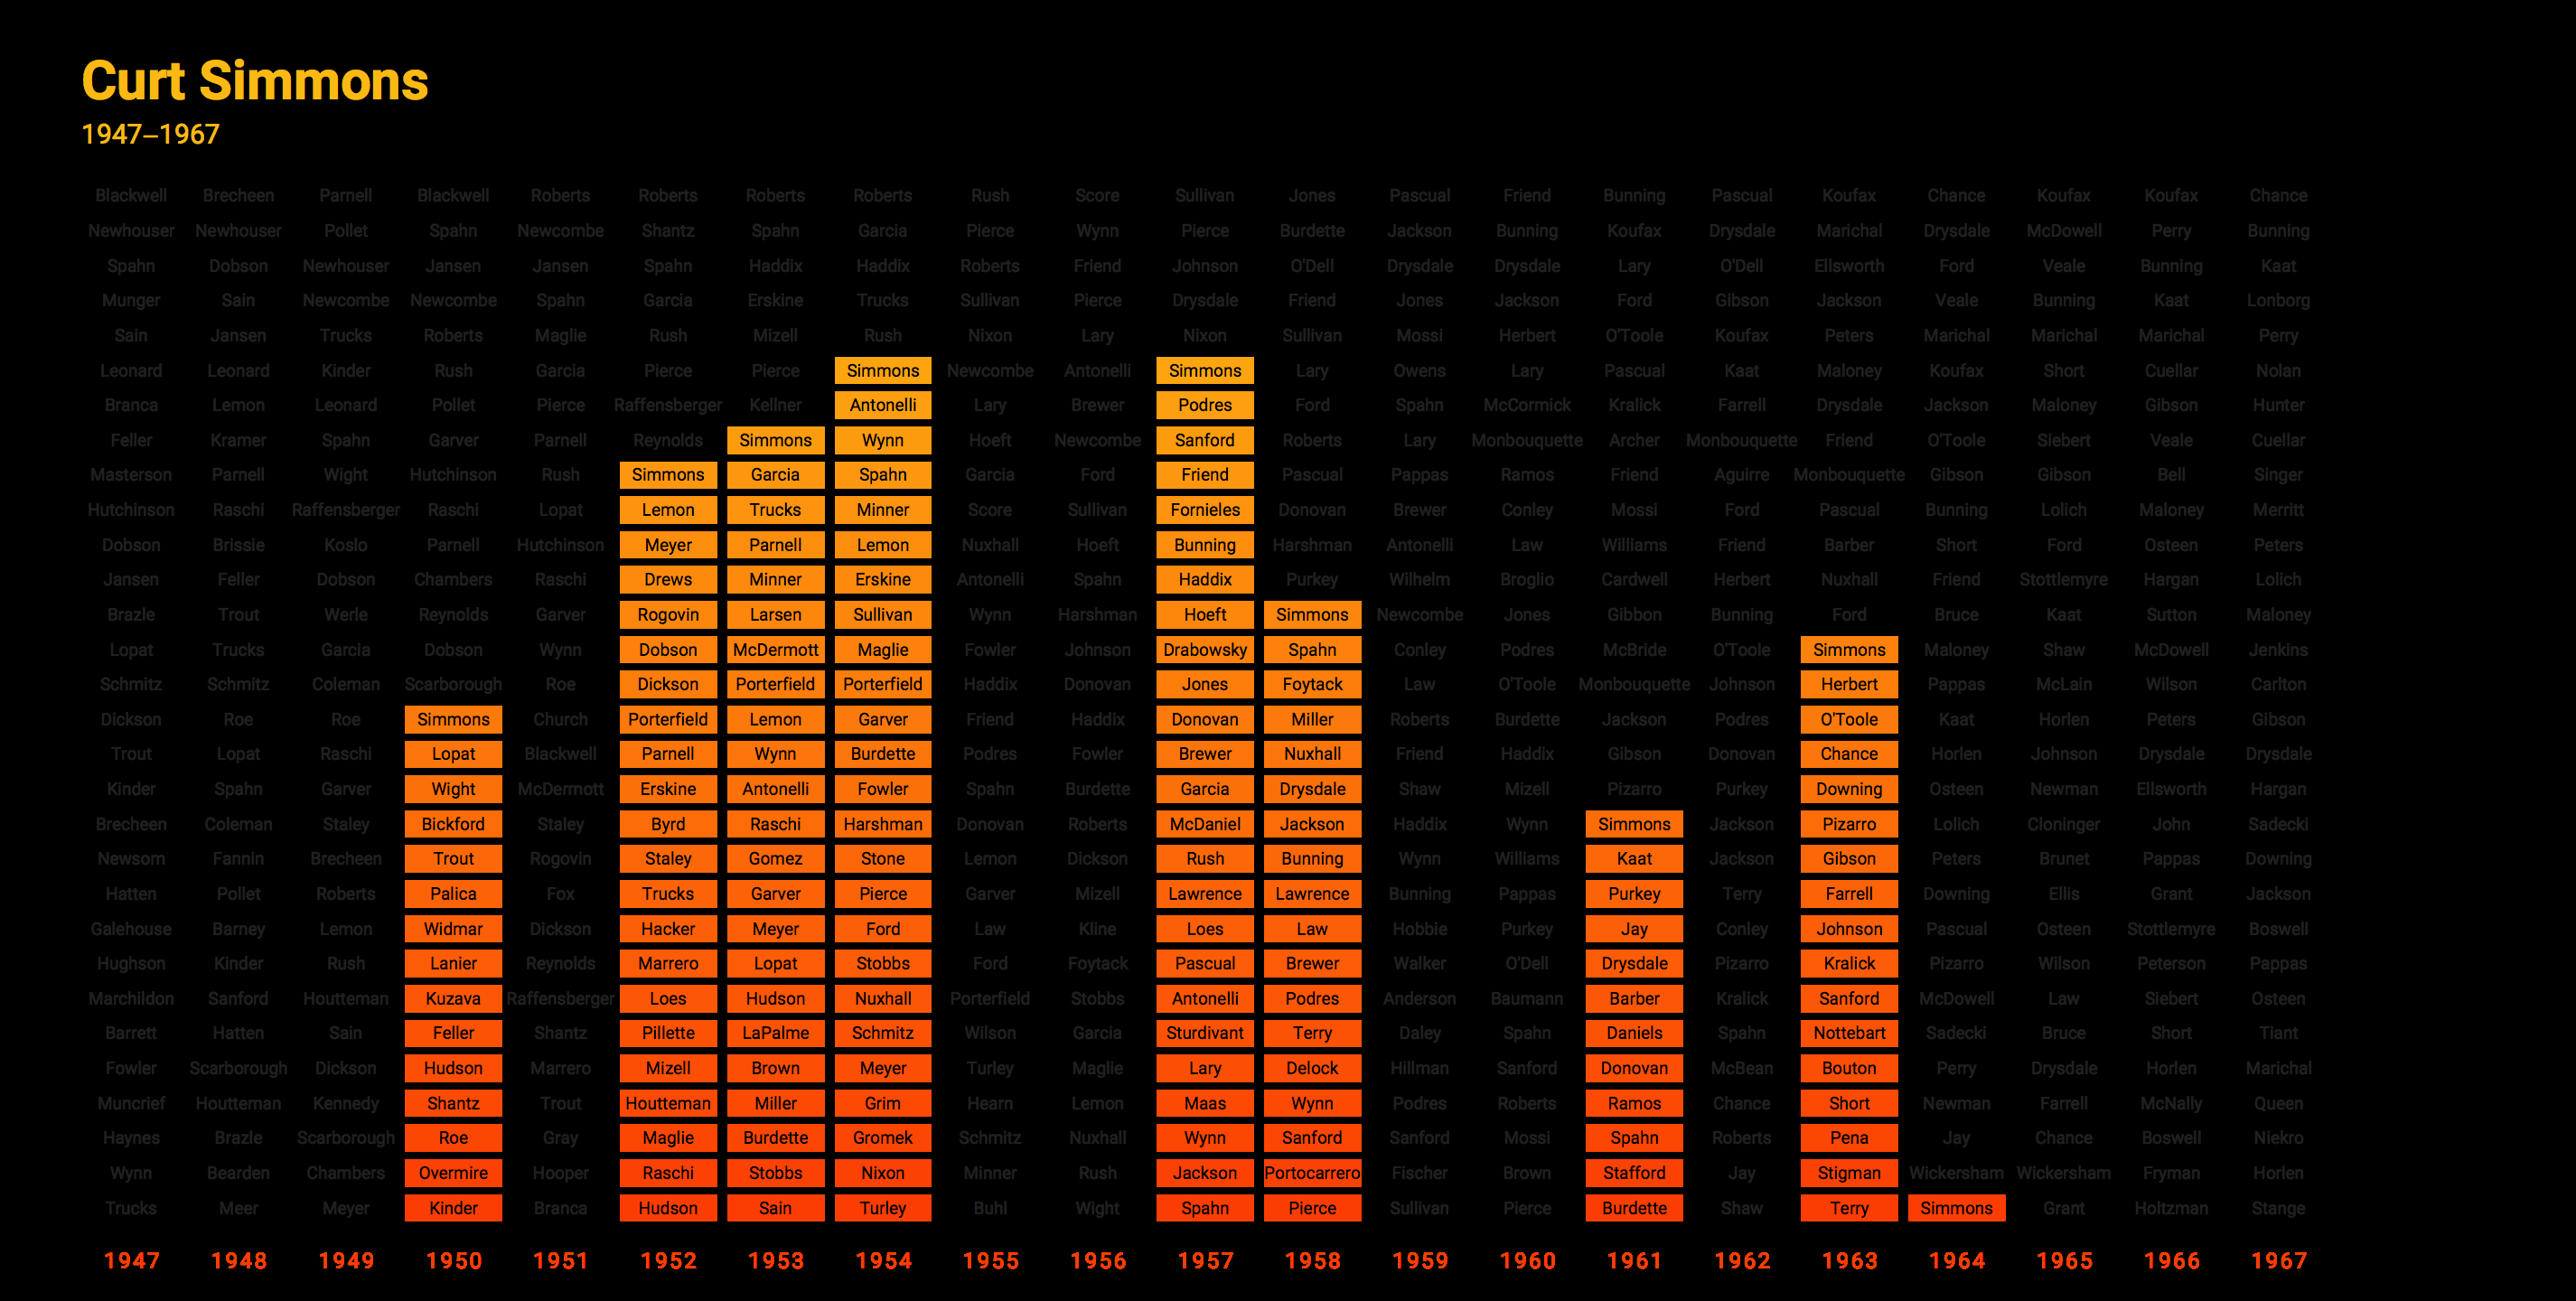 Curt Simmons
1947–1967
Blackwell Brecheen Parnell Blackwell Roberts Roberts Roberts Roberts Rush Score Sullivan Jones Pascual Friend Bunning Pascual Koufax Chance Koufax Koufax Chance
Newhouser Newhouser Pollet Spahn Newcombe Shantz Spahn Garcia Pierce Wynn Pierce Burdette Jackson Bunning Koufax Drysdale Marichal Drysdale McDowell Perry Bunning
Spahn Dobson Newhouser Jansen Jansen Spahn Haddix Haddix Roberts Friend Johnson O'Dell Drysdale Drysdale Lary O'Dell Ellsworth Ford Veale Bunning Kaat
Munger Sain Newcombe Newcombe Spahn Garcia Erskine Trucks Sullivan Pierce Drysdale Friend Jones Jackson Ford Gibson Jackson Veale Bunning Kaat Lonborg
Sain Jansen Trucks Roberts Maglie Rush Mizell Rush Nixon Lary Nixon Sullivan Mossi Herbert O'Toole Koufax Peters Marichal Marichal Marichal Perry
Leonard Leonard Kinder Rush Garcia Pierce Pierce Simmons Newcombe Antonelli Simmons Lary Owens Lary Pascual Kaat Maloney Koufax Short Cuellar Nolan
Branca Lemon Leonard Pollet Pierce Raffensberger Kellner Antonelli Lary Brewer Podres Ford Spahn McCormick Kralick Farrell Drysdale Jackson Maloney Gibson Hunter
Feller Kramer Spahn Garver Parnell Reynolds Simmons Wynn Hoeft Newcombe Sanford Roberts Lary Monbouquette Archer Monbouquette Friend O'Toole Siebert Veale Cuellar
Masterson Parnell Wight Hutchinson Rush Simmons Garcia Spahn Garcia Ford Friend Pascual Pappas Ramos Friend Aguirre Monbouquette Gibson Gibson Bell Singer
Hutchinson Raschi Raffensberger Raschi Lopat Lemon Trucks Minner Score Sullivan Fornieles Donovan Brewer Conley Mossi Ford Pascual Bunning Lolich Maloney Merritt
Dobson Brissie Koslo Parnell Hutchinson Meyer Parnell Lemon Nuxhall Hoeft Bunning Harshman Antonelli Law Williams Friend Barber Short Ford Osteen Peters
Jansen Feller Dobson Chambers Raschi Drews Minner Erskine Antonelli Spahn Haddix Purkey Wilhelm Broglio Cardwell Herbert Nuxhall Friend Stottlemyre Hargan Lolich
Brazle Trout Werle Reynolds Garver Rogovin Larsen Sullivan Wynn Harshman Hoeft Simmons Newcombe Jones Gibbon Bunning Ford Bruce Kaat Sutton Maloney
Lopat Trucks Garcia Dobson Wynn Dobson McDermott Maglie Fowler Johnson Drabowsky Spahn Conley Podres McBride O'Toole Simmons Maloney Shaw McDowell Jenkins
Schmitz Schmitz Coleman Scarborough Roe Dickson Porterfield Porterfield Haddix Donovan Jones Foytack Law O'Toole Monbouquette Johnson Herbert Pappas McLain Wilson Carlton
Dickson Roe Roe Simmons Church Porterfield Lemon Garver Friend Haddix Donovan Miller Roberts Burdette Jackson Podres O'Toole Kaat Horlen Peters Gibson
Trout Lopat Raschi Lopat Blackwell Parnell Wynn Burdette Podres Fowler Brewer Nuxhall Friend Haddix Gibson Donovan Chance Horlen Johnson Drysdale Drysdale
Kinder Spahn Garver Wight McDermott Erskine Antonelli Fowler Spahn Burdette Garcia Drysdale Shaw Mizell Pizarro Purkey Downing Osteen Newman Ellsworth Hargan
Brecheen Coleman Staley Bickford Staley Byrd Raschi Harshman Donovan Roberts McDaniel Jackson Haddix Wynn Simmons Jackson Pizarro Lolich Cloninger John Sadecki
Newsom Fannin Brecheen Trout Rogovin Staley Gomez Stone Lemon Dickson Rush Bunning Wynn Williams Kaat Jackson Gibson Peters Brunet Pappas Downing
Hatten Pollet Roberts Palica Fox Trucks Garver Pierce Garver Mizell Lawrence Lawrence Bunning Pappas Purkey Terry Farrell Downing Ellis Grant Jackson
Galehouse Barney Lemon Widmar Dickson Hacker Meyer Ford Law Kline Loes Law Hobbie Purkey Jay Conley Johnson Pascual Osteen Stottlemyre Boswell
Hughson Kinder Rush Lanier Reynolds Marrero Lopat Stobbs Ford Foytack Pascual Brewer Walker O'Dell Drysdale Pizarro Kralick Pizarro Wilson Peterson Pappas
Marchildon Sanford Houtteman Kuzava Raffensberger Loes Hudson Nuxhall Porterfield Stobbs Antonelli Podres Anderson Baumann Barber Kralick Sanford McDowell Law Siebert Osteen
Barrett Hatten Sain Feller Shantz Pillette LaPalme Schmitz Wilson Garcia Sturdivant Terry Daley Spahn Daniels Spahn Nottebart Sadecki Bruce Short Tiant
Fowler Scarborough Dickson Hudson Marrero Mizell Brown Meyer Turley Maglie Lary Delock Hillman Sanford Donovan McBean Bouton Perry Drysdale Horlen Marichal
Muncrief Houtteman Kennedy Shantz Trout Houtteman Miller Grim Hearn Lemon Maas Wynn Podres Roberts Ramos Chance Short Newman Farrell McNally Queen
Haynes Brazle Scarborough Roe Gray Maglie Burdette Gromek Schmitz Nuxhall Wynn Sanford Sanford Mossi Spahn Roberts Pena Jay Chance Boswell Niekro
Wynn Bearden Chambers Overmire Hooper Raschi Stobbs Nixon Minner Rush Jackson Portocarrero Fischer Brown Stafford Jay Stigman Wickersham Wickersham Fryman Horlen
Trucks Meer Meyer Kinder Branca Hudson Sain Turley Buhl Wight Spahn Pierce Sullivan Pierce Burdette Shaw Terry Simmons Grant Holtzman Stange
1947 1948 1949 1950 1951 1952 1953 1954 1955 1956 1957 1958 1959 1960 1961 1962 1963 1964 1965 1966 1967